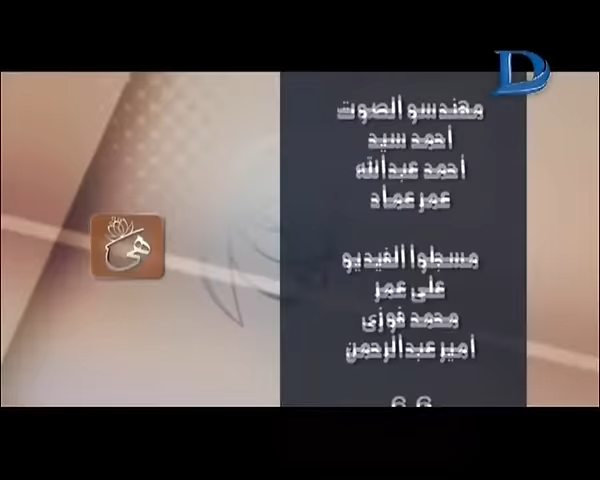 D
مهندسو الصوت
أحمد سيد
أحمد عبدالله
عمر عماد
مسجلوا الفيديو
على عمر
محمد فوزى
أمير عبدالرحمن